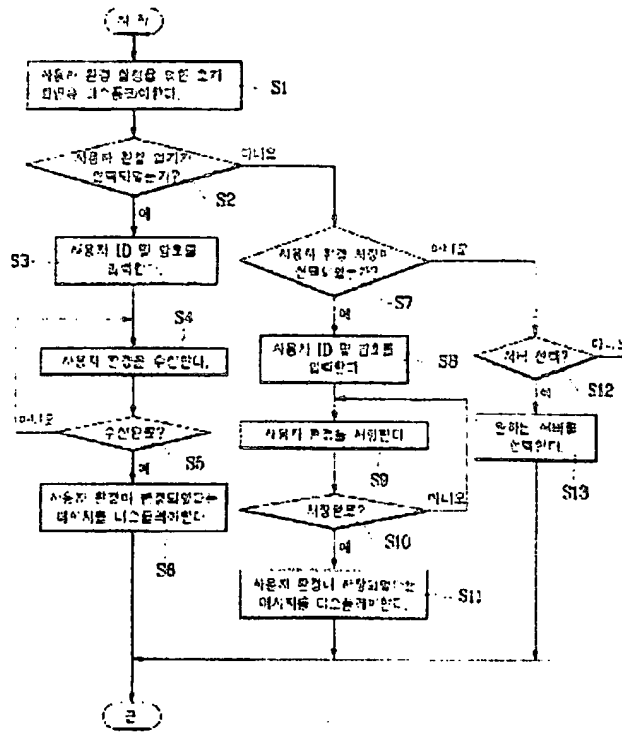 시 작
사용자 환경 설정을 위한 초기
화면을 디스플레이한다.
S1
사용자 환경 읽기가
선택되었는가?
아니오
S2
예
S3
사용자 ID 및 암호를
입력한다.
사용자 환경 저장이
선택되었는가?
아니오
S7
예
S4
사용자 환경을 수신한다.
사용자 ID 및 암호를
입력한다
S8
서버 선택?
아니오
S12
예
아니오
수신완료?
S5
예
사용자 환경을 저장한다
S9
원하는 서버를
선택한다.
S13
사용자 환경이 변경되었다는
메시지를 디스플레이한다
S6
저장완료?
아니오
S10
예
사용자 환경이 저장되었다는
메시지를 디스플레이한다.
S11
끝